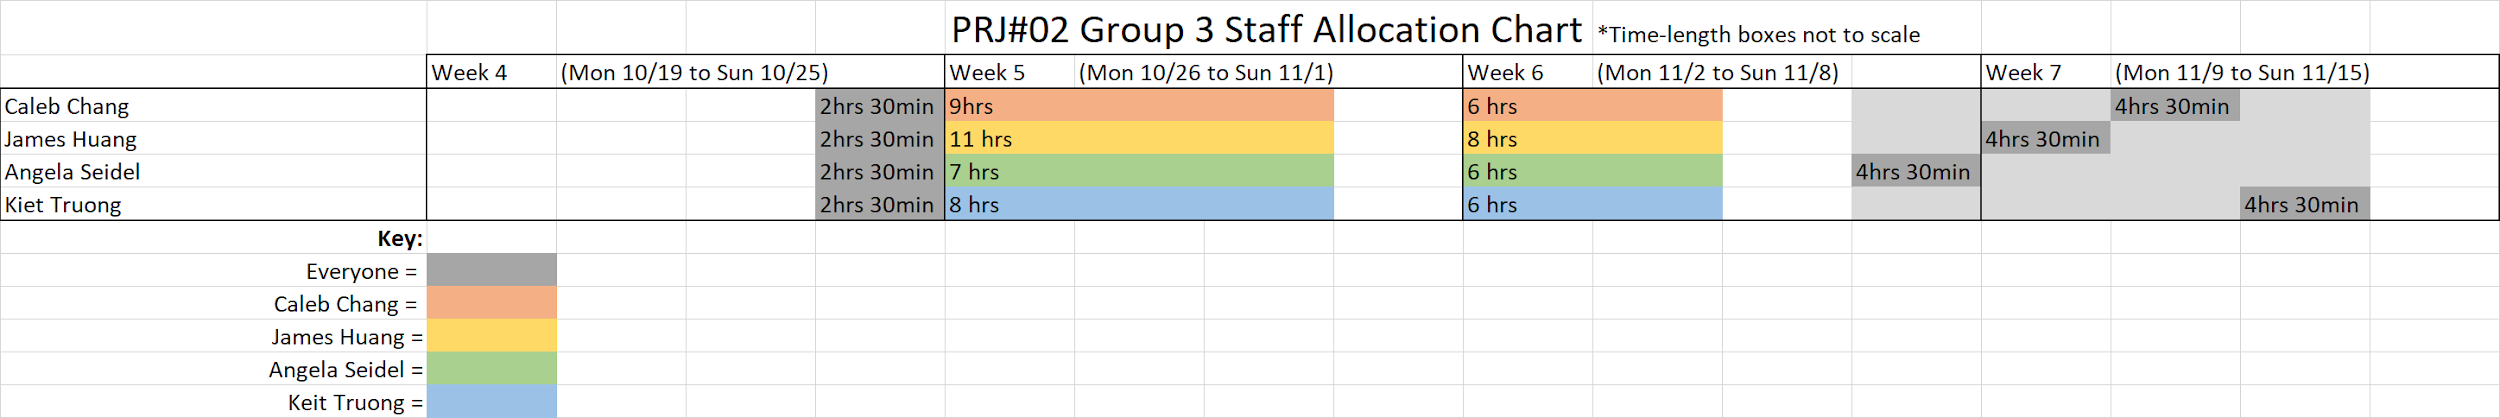 PRJ#02 Group 3 Staff Allocation Chart *Time-length boxes not to scale
Week 4 (Mon 10/19 to Sun 10/25) Week 5 (Mon 10/26 to Sun 11/1) Week 6 (Mon 11/2 to Sun 11/8) Week 7 (Mon 11/9 to Sun 11/15)
Caleb Chang 2hrs 30min 9hrs 6 hrs 4hrs 30min
James Huang 2hrs 30min 11 hrs 8 hrs 4hrs 30min
Angela Seidel 2hrs 30min 7 hrs 6 hrs 4hrs 30min
Kiet Truong 2hrs 30min 8 hrs 6 hrs 4hrs 30min
Key:
Everyone =
Caleb Chang =
James Huang =
Angela Seidel =
Keit Truong =